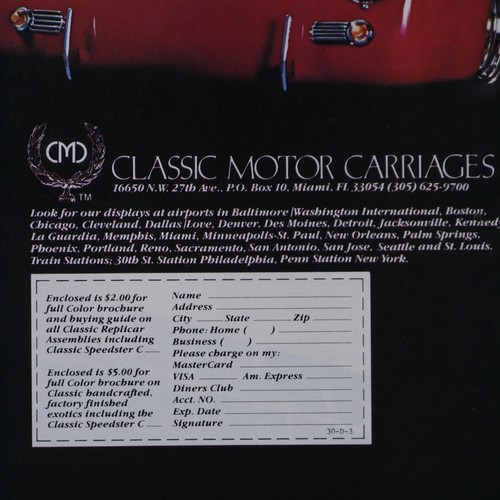 CMC
TM
CLASSIC MOTOR CARRIAGES
16650 N.W. 27th Ave., P.O. Box 10, Miami, FL 33054 (305) 625-9700
Look for our displays at airports in Baltimore/Washington International, Boston,
Chicago, Cleveland, Dallas/Love, Denver, Des Moines, Detroit, Jacksonville, Kennedy
La Guardia, Memphis, Miami, Minneapolis-St. Paul, New Orleans, Palm Springs,
Phoenix, Portland, Reno, Sacramento, San Antonio, San Jose, Seattle and St. Louis.
Train Stations; 30th St. Station Philadelphia, Penn Station New York.
Enclosed is $2.00 for
full Color brochure
and buying guide on
all Classic Replicar
Assemblies including
Classic Speedster C
Enclosed is $5.00 for
full Color brochure on
Classic handcrafted,
factory finished
exotics including the
Classic Speedster C
Name
Address
City State Zip
Phone: Home ( )
Business ( )
Please charge on my:
MasterCard
VISA Am. Express
Diners Club
Acct. NO.
Exp. Date
Signature
30-D-3